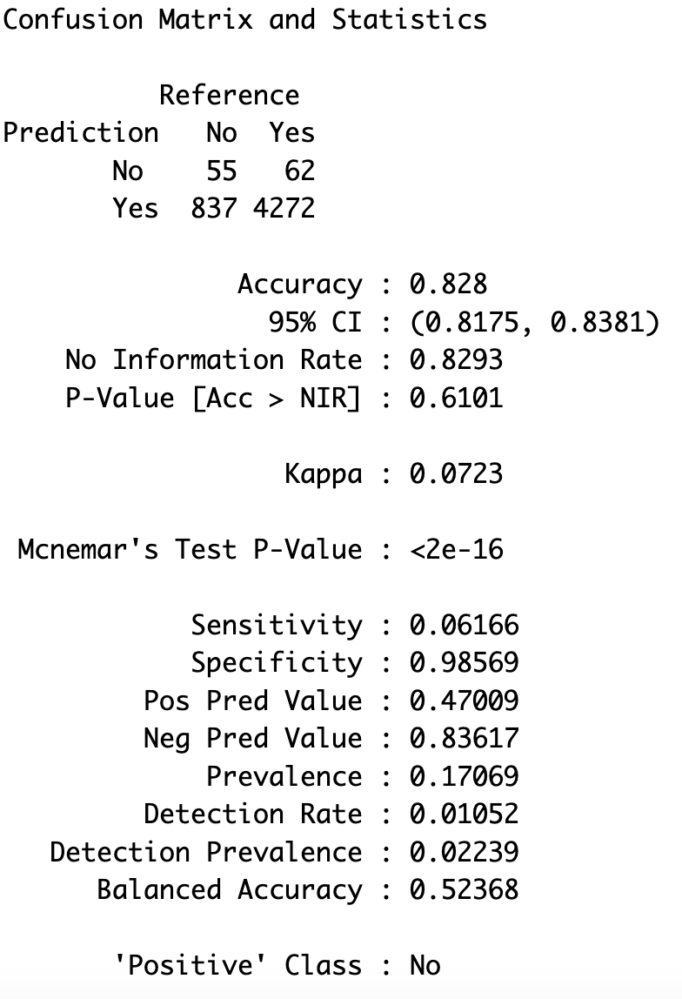 Confusion Matrix and Statistics
Reference
Prediction No Yes
No 55 62
Yes 837 4272
Accuracy : 0.828
95% CI : (0.8175, 0.8381)
No Information Rate : 0.8293
P-Value [Acc > NIR] : 0.6101
Kappa : 0.0723
Mcnemar's Test P-Value : <2e-16
Sensitivity : 0.06166
Specificity : 0.98569
Pos Pred Value : 0.47009
Neg Pred Value : 0.83617
Prevalence : 0.17069
Detection Rate : 0.01052
Detection Prevalence : 0.02239
Balanced Accuracy : 0.52368
'Positive' Class : No